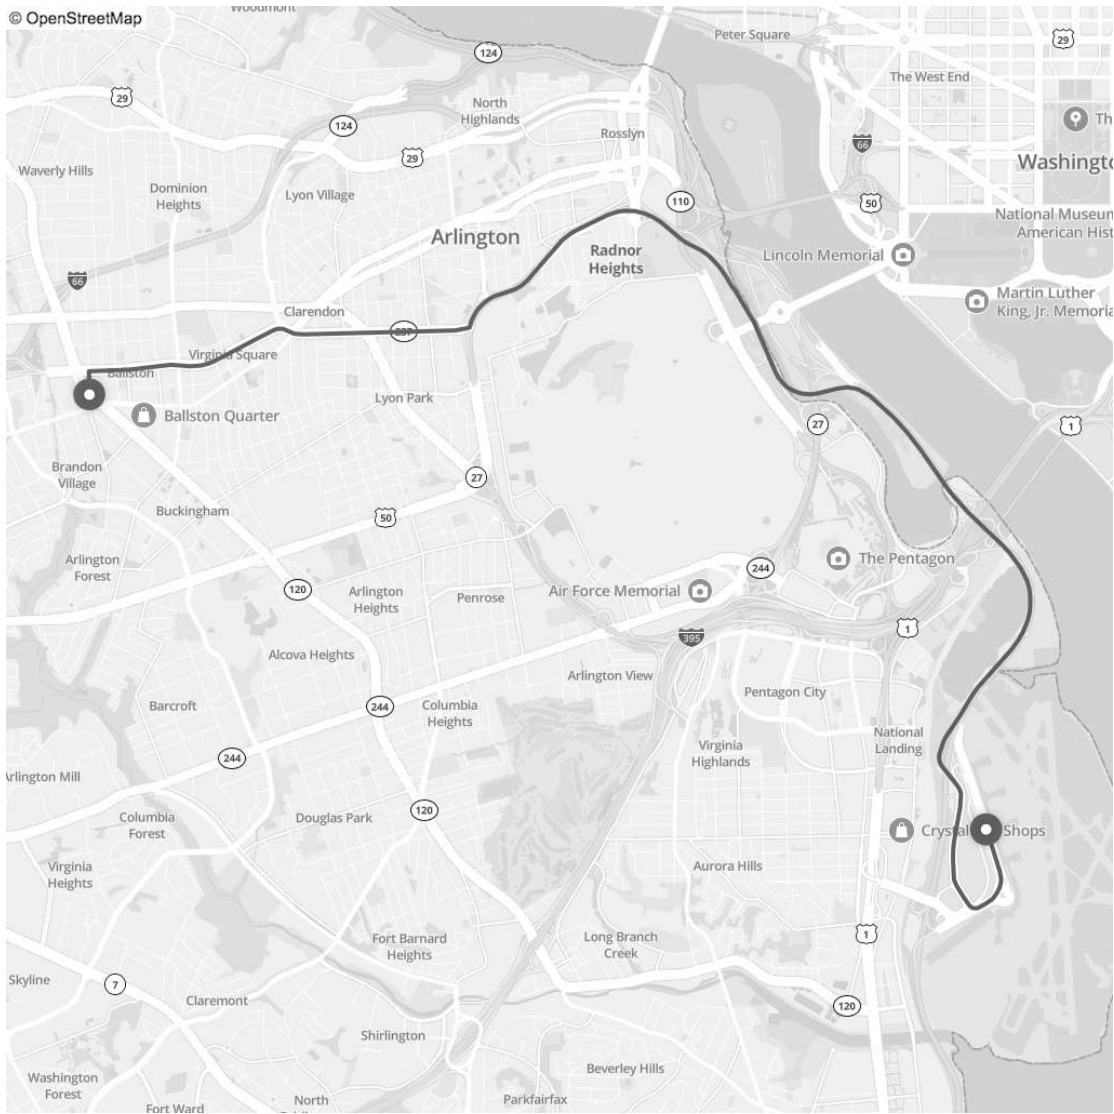 © OpenStreetMap
Woodmont
Peter Square
29
124
The West End
29
North
Highlands
Th
124
Rosslyn
66
29
Waverly Hills
Washingto
Dominion
Heights
Lyon Village
110
50
National Museum
American Hist
Arlington
Radnor
Heights
Lincoln Memorial
66
Martin Luther
King, Jr. Memoria
Clarendon
237
Virginia Square
Ballston
Lyon Park
Ballston Quarter
27
1
Brandon
Village
27
Buckingham
50
Arlington
Forest
The Pentagon
244
120
Arlington
Heights
Penrose
Air Force Memorial
1
395
Alcova Heights
Arlington View
Pentagon City
Barcroft
244
Columbia
Heights
National
Landing
Virginia
Highlands
244
Arlington Mill
120
Columbia
Forest
Douglas Park
Crystal
Shops
Virginia
Heights
Aurora Hills
Fort Barnard
Heights
Long Branch
Creek
1
Skyline
7
Claremont
120
Shirlington
Beverley Hills
Washington
Forest
North
Fort Ward
Parkfairfax